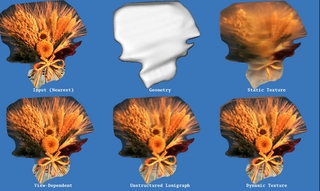 Input (Nearest)
Geometry
Static Texture
View-Dependent
Unstructured Lumigraph
Dynamic Texture